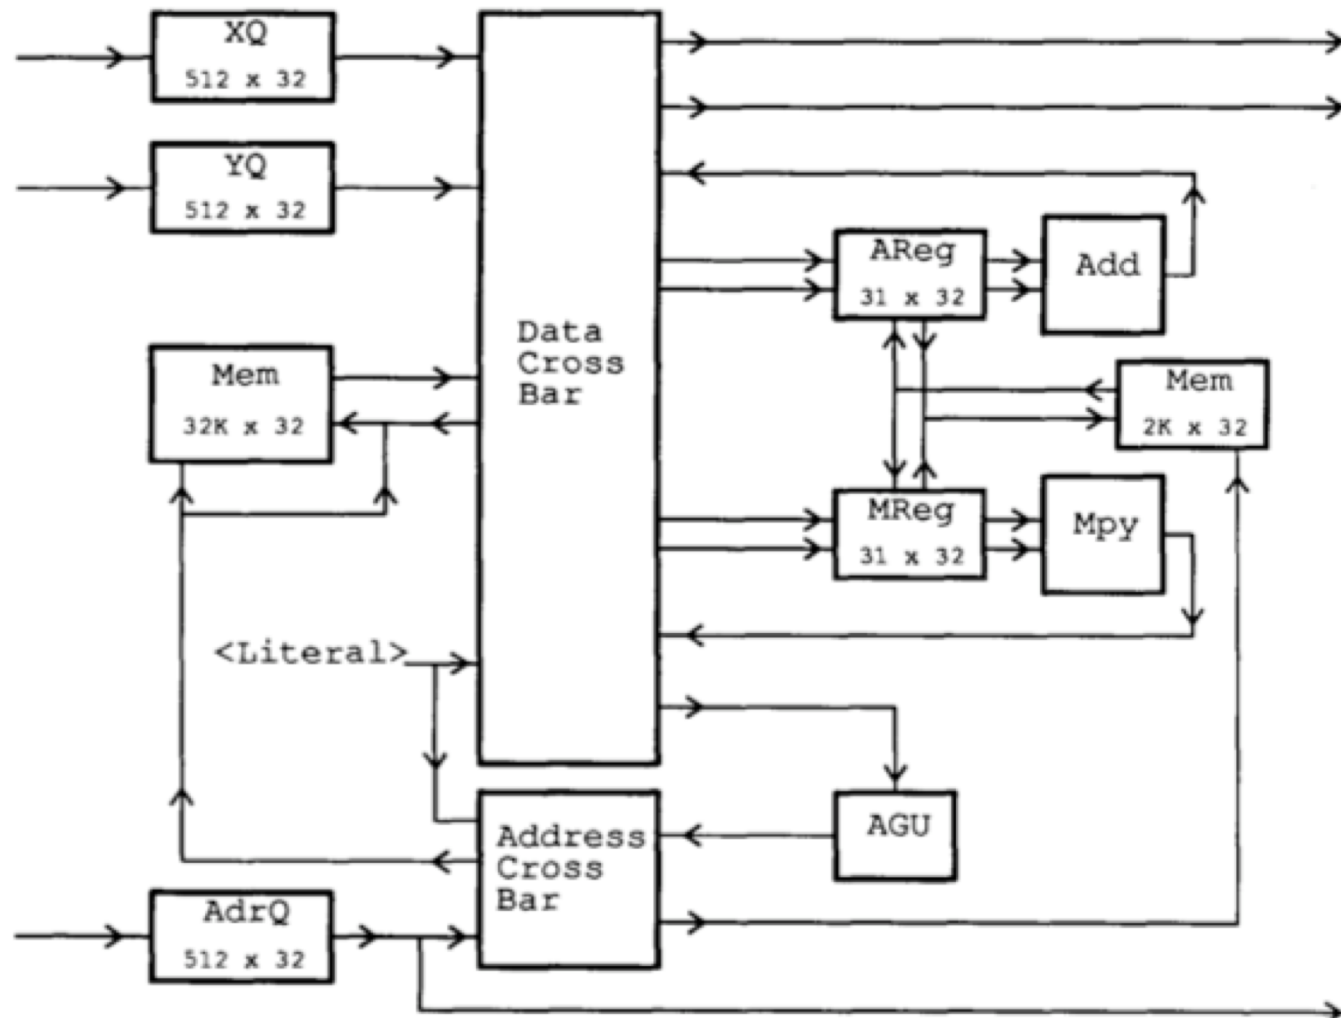 XQ
512 x 32
YQ
512 x 32
AReg
31 x 32
Add
Data
Cross
Bar
Mem
32K x 32
Mem
2K x 32
MReg
31 x 32
Mpy
<Literal>
AGU
Address
Cross
Bar
AdrQ
512 x 32